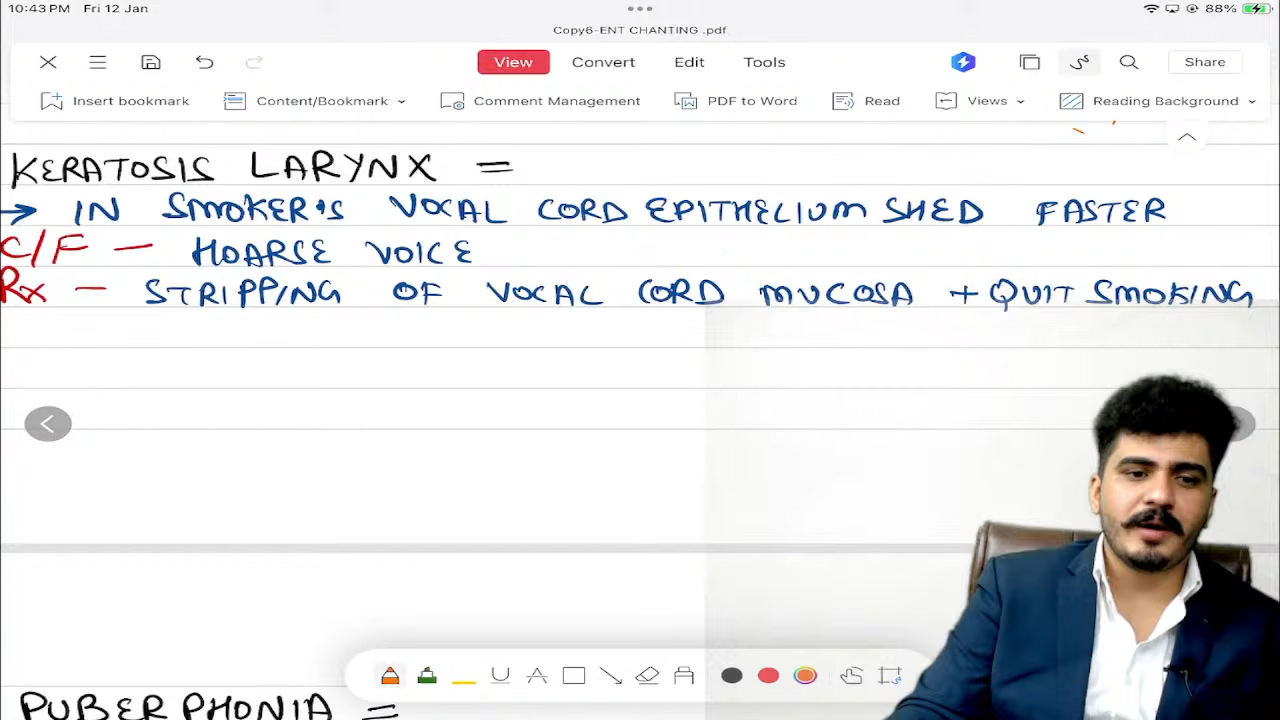 10:43 PM Fri 12 Jan
88%
Copy6-ENT CHANTING .pdf
View Convert Edit Tools
Share
Insert bookmark Content/Bookmark Comment Management PDF to Word Read Views Reading Background
KERATOSIS LARYNX =
→ IN SMOKER'S VOCAL CORD EPITHELIUM SHED FASTER
C/F — HOARSE VOICE
Rx — STRIPPING OF VOCAL CORD MUCOSA + QUIT SMOKING
PUBERPHONIA =